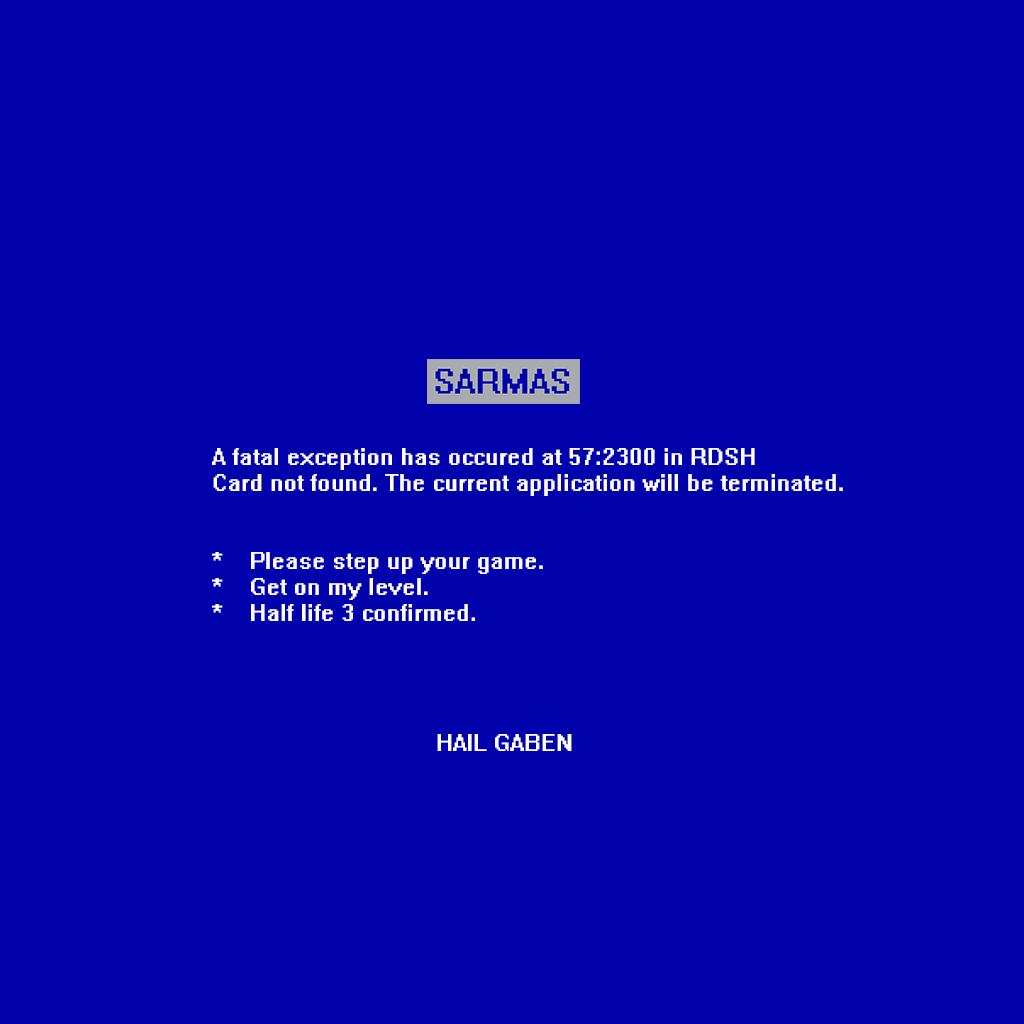 SARMAS
A fatal exception has occured at 57:2300 in RDSH
Card not found. The current application will be terminated.
* Please step up your game.
* Get on my level.
* Half life 3 confirmed.
HAIL GABEN